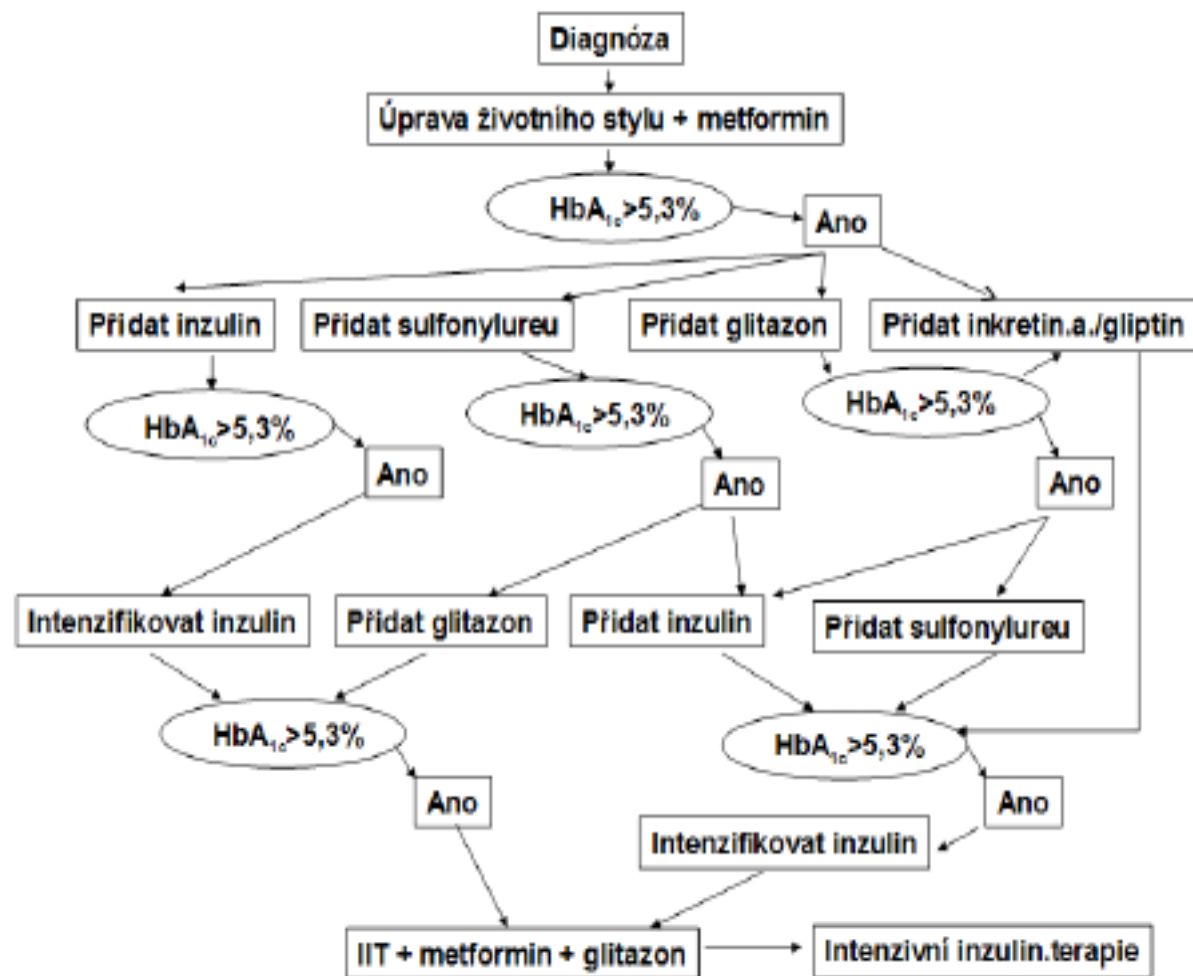 Diagnóza
Úprava životního stylu + metformin
HbA1c>5,3%
Ano
Přidat inzulin
Přidat sulfonylureu
Přidat glitazon
Přidat inkretin.a./gliptin
HbA1c>5,3%
HbA1c>5,3%
HbA1c>5,3%
Ano
Ano
Ano
Intenzifikovat inzulin
Přidat glitazon
Přidat inzulin
Přidat sulfonylureu
HbA1c>5,3%
HbA1c>5,3%
Ano
Ano
Intenzifikovat inzulin
IIT + metformin + glitazon
Intenzivní inzulin.terapie